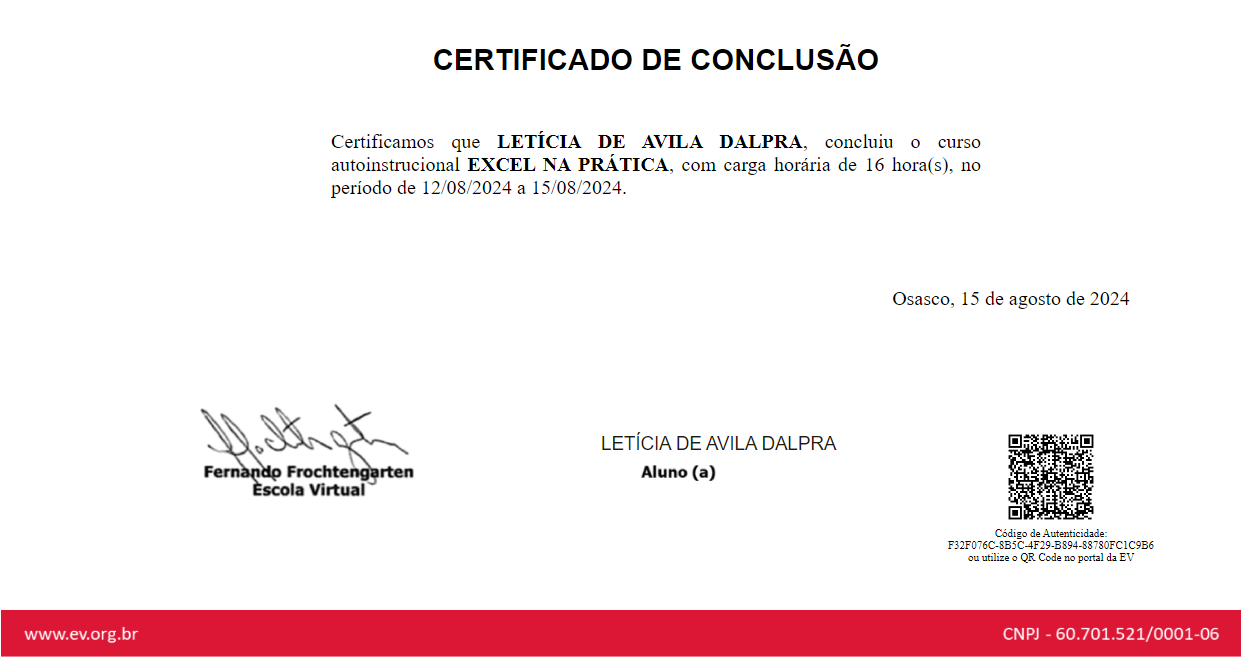 CERTIFICADO DE CONCLUSÃO
Certificamos que LETÍCIA DE AVILA DALPRA, concluiu o curso
autoinstrucional EXCEL NA PRÁTICA, com carga horária de 16 hora(s), no
período de 12/08/2024 a 15/08/2024.
Osasco, 15 de agosto de 2024
Fernando Frochtengarten
Escola Virtual
LETÍCIA DE AVILA DALPRA
Aluno (a)
Código de Autenticidade:
F32F076C-8B5C-4F29-B894-88780FC1C9B6
ou utilize o QR Code no portal da EV
www.ev.org.br
CNPJ - 60.701.521/0001-06